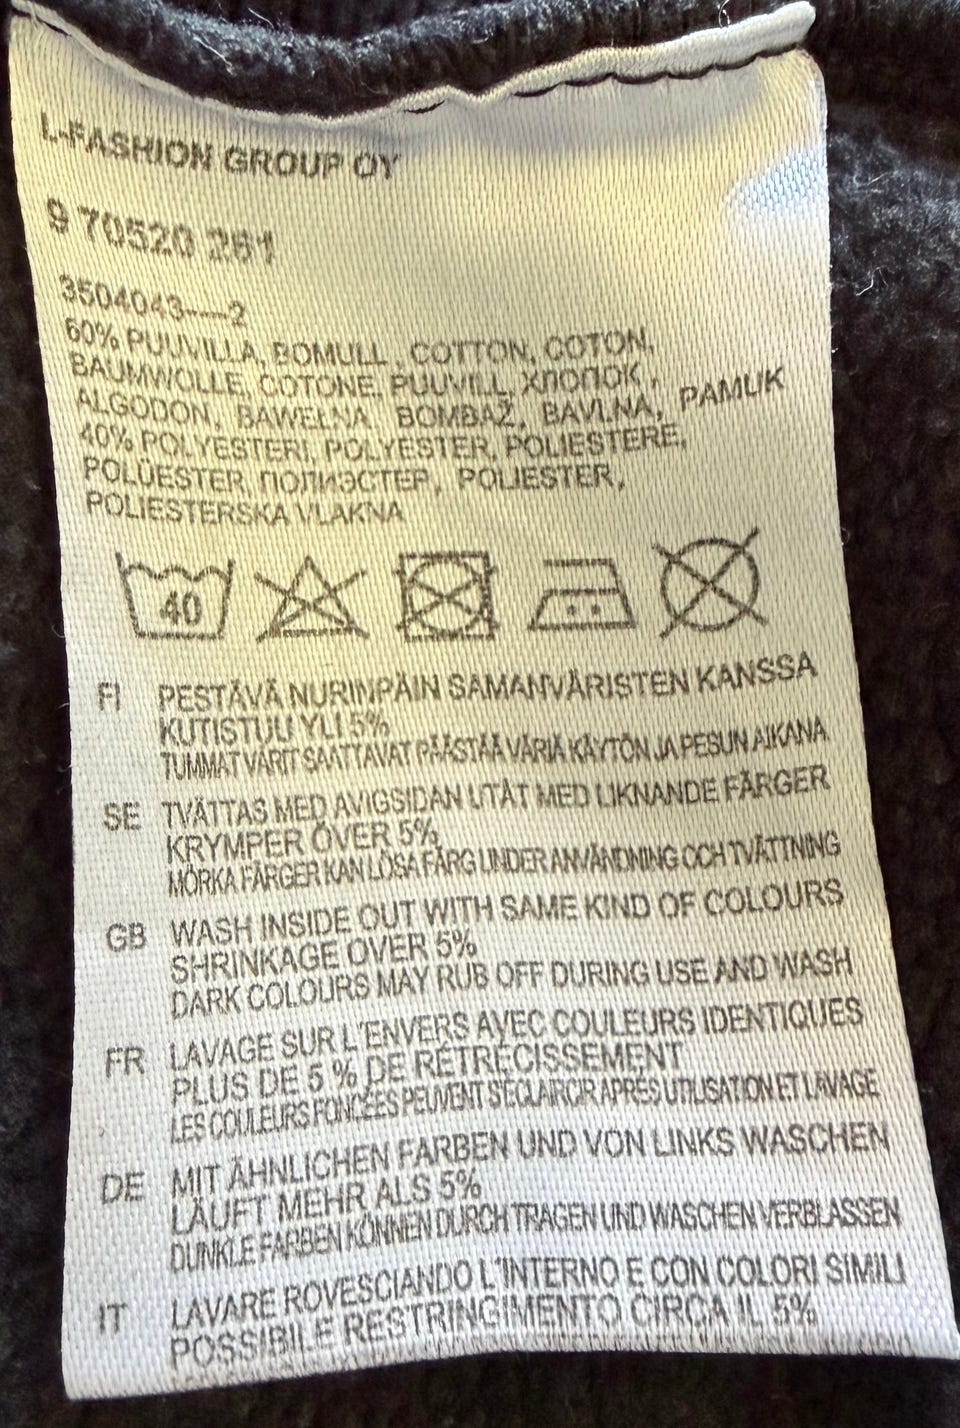 L-FASHION GROUP OY
9 70520 261
3504043----2
60% PUUVILLA, BOMULL , COTTON, COTON,
BAUMWOLLE, COTONE, PUUVILL, ХЛОПОК ,
ALGODON, BAWEŁNA, BOMBAŽ, BAVLNA, PAMUK
40% POLYESTERI, POLYESTER, POLIESTERE,
POLÜESTER, ПОЛИЭСТЕР, POLIESTER,
POLIESTERSKA VLAKNA
40
FI PESTÄVÄ NURINPÄIN SAMANVÄRISTEN KANSSA
KUTISTUU YLI 5%
TUMMAT VÄRIT SAATTAVAT PÄÄSTÄÄ VÄRIÄ KÄYTÖN JA PESUN AIKANA
SE TVÄTTAS MED AVIGSIDAN UTÅT MED LIKNANDE FÄRGER
KRYMPER ÖVER 5%
MÖRKA FÄRGER KAN LÖSA FÄRG UNDER ANVÄNDNING OCH TVÄTTNING
GB WASH INSIDE OUT WITH SAME KIND OF COLOURS
SHRINKAGE OVER 5%
DARK COLOURS MAY RUB OFF DURING USE AND WASH
FR LAVAGE SUR L'ENVERS AVEC COULEURS IDENTIQUES
PLUS DE 5 % DE RÉTRÉCISSEMENT
LES COULEURS FONCÉES PEUVENT S'ÉCLAIRCIR APRÈS UTILISATION ET LAVAGE
DE MIT ÄHNLICHEN FARBEN UND VON LINKS WASCHEN
LÄUFT MEHR ALS 5%
DUNKLE FARBEN KÖNNEN DURCH TRAGEN UND WASCHEN VERBLASSEN
IT LAVARE ROVESCIANDO L'INTERNO E CON COLORI SIMILI
POSSIBILE RESTRINGIMENTO CIRCA IL 5%